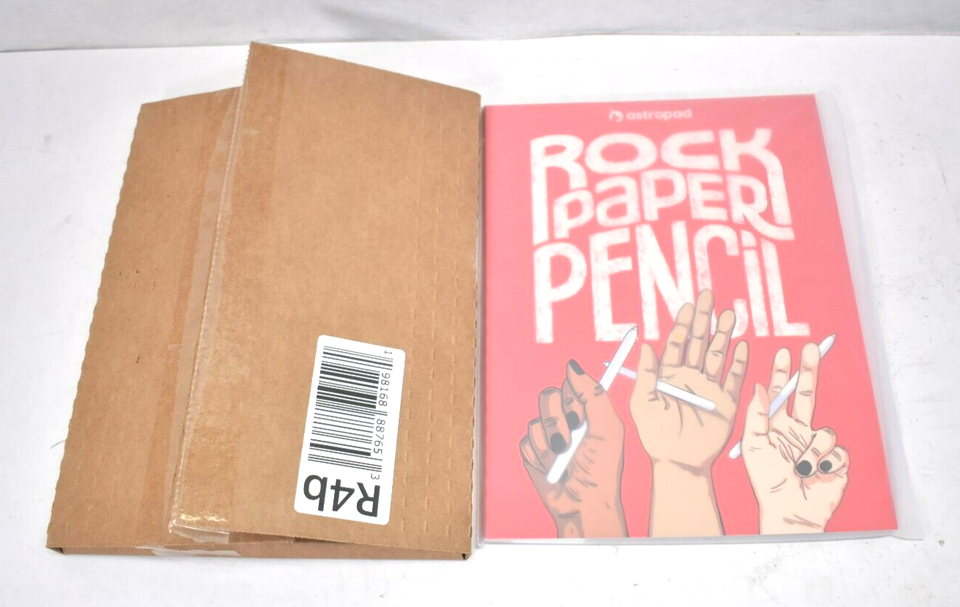 astropad
ROCK
PAPER
PENCIL
1 98168 88765 3
R4b